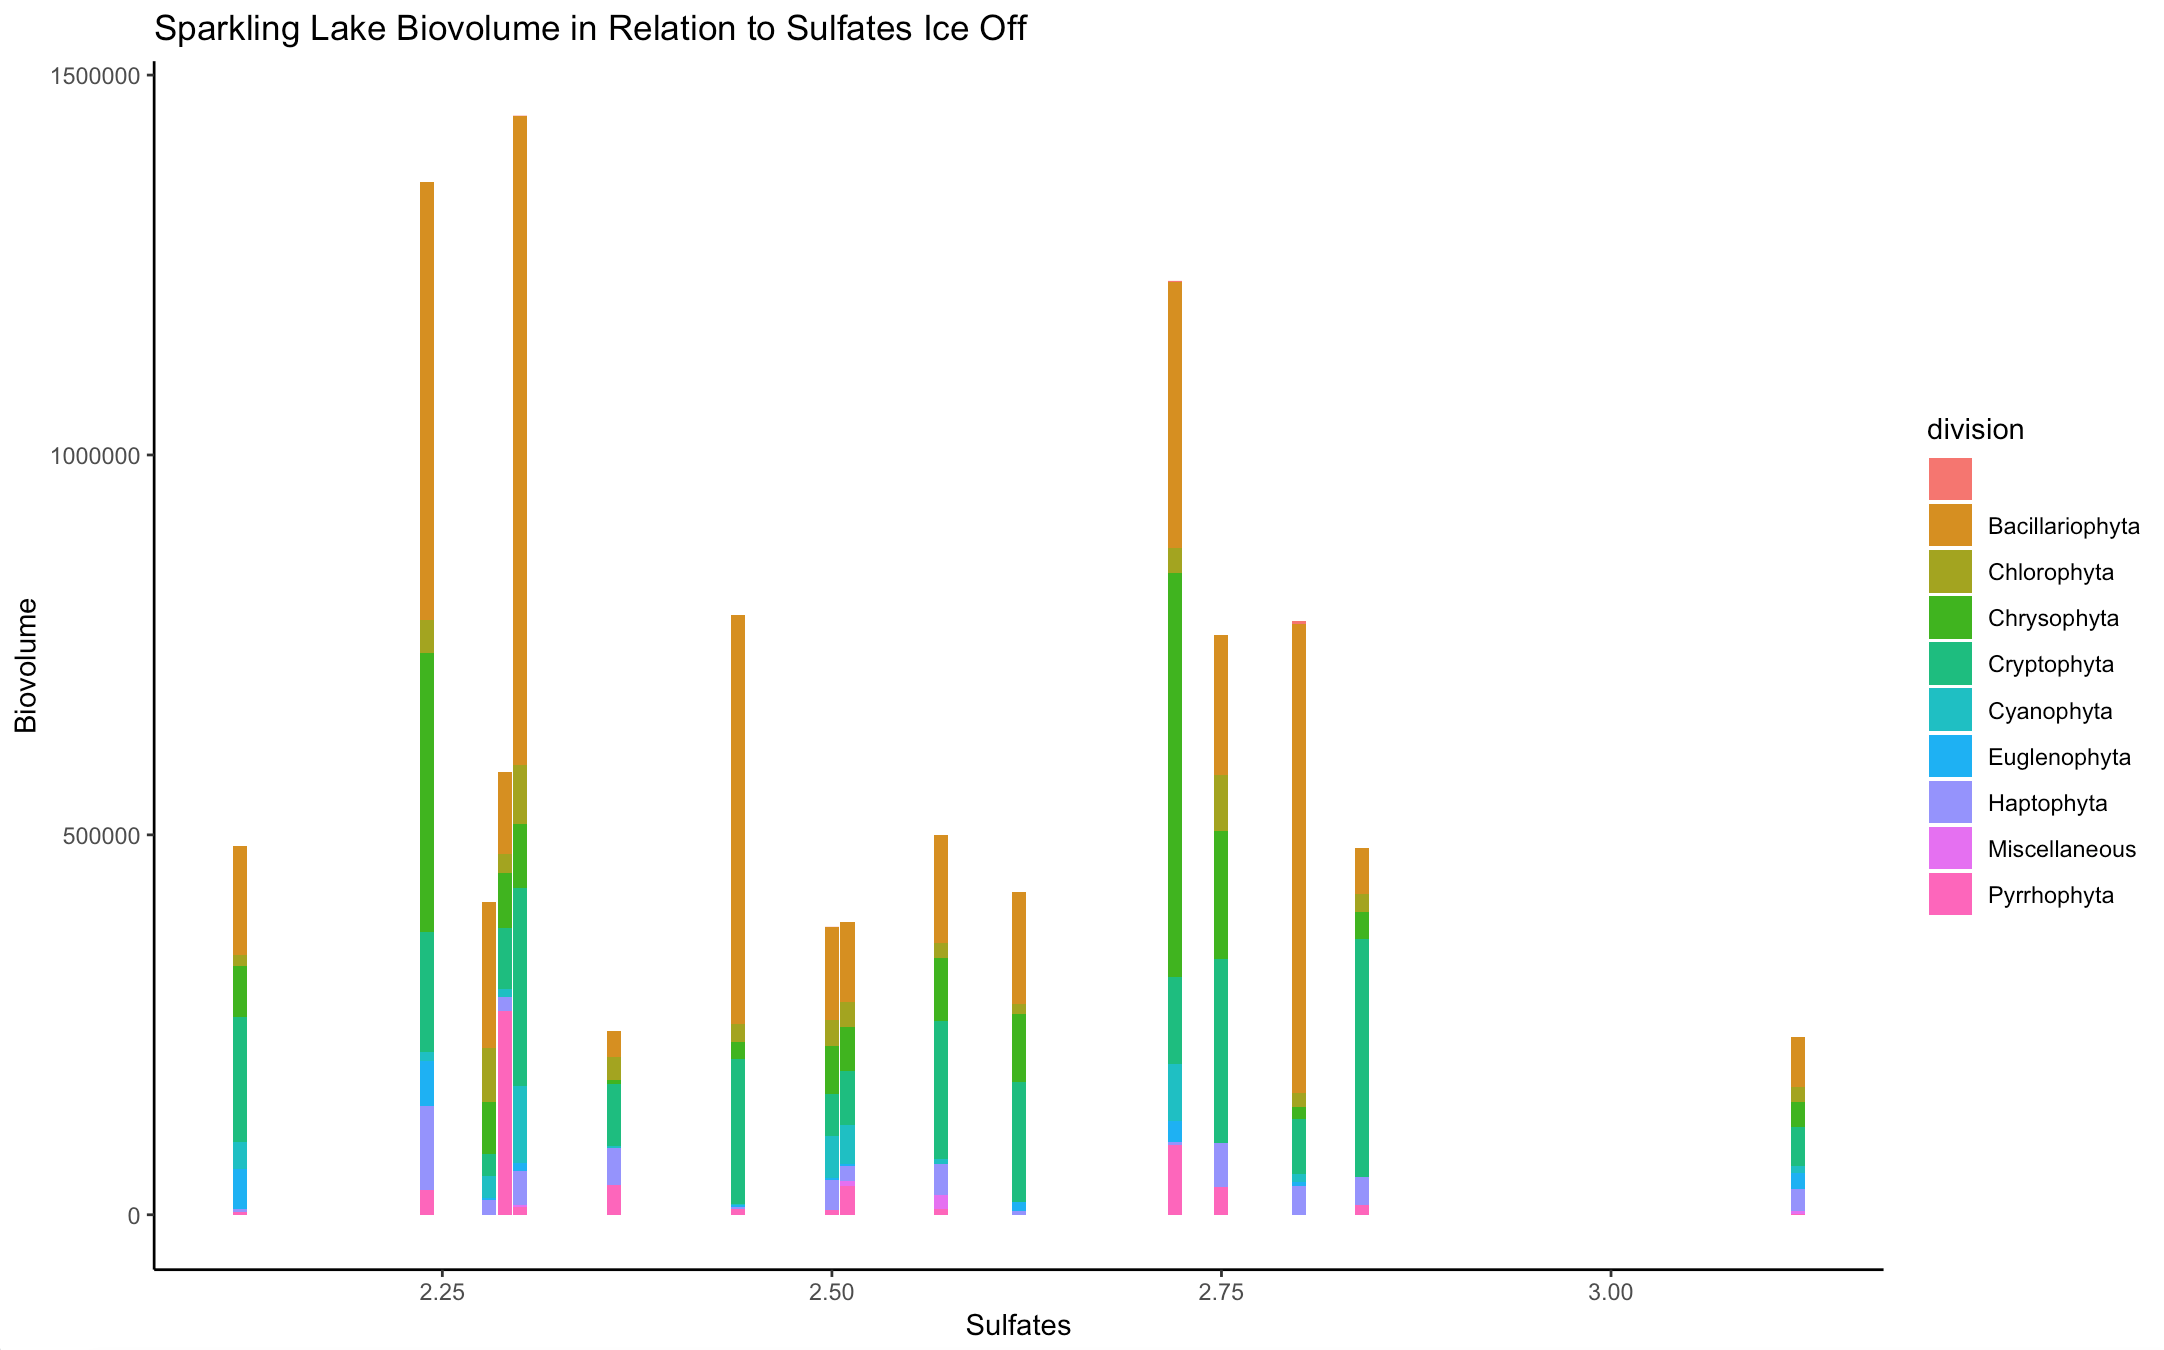 Sparkling Lake Biovolume in Relation to Sulfates Ice Off
1500000
1000000
500000
0
Biovolume
2.25
2.50
2.75
3.00
Sulfates
division
Bacillariophyta
Chlorophyta
Chrysophyta
Cryptophyta
Cyanophyta
Euglenophyta
Haptophyta
Miscellaneous
Pyrrhophyta